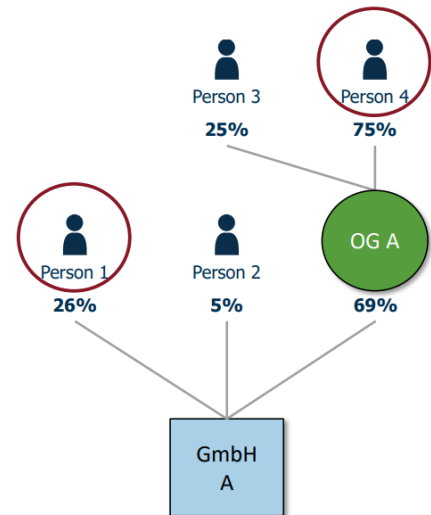 Person 3
Person 4
25%
75%
OG A
Person 1
Person 2
26%
5%
69%
GmbH
A